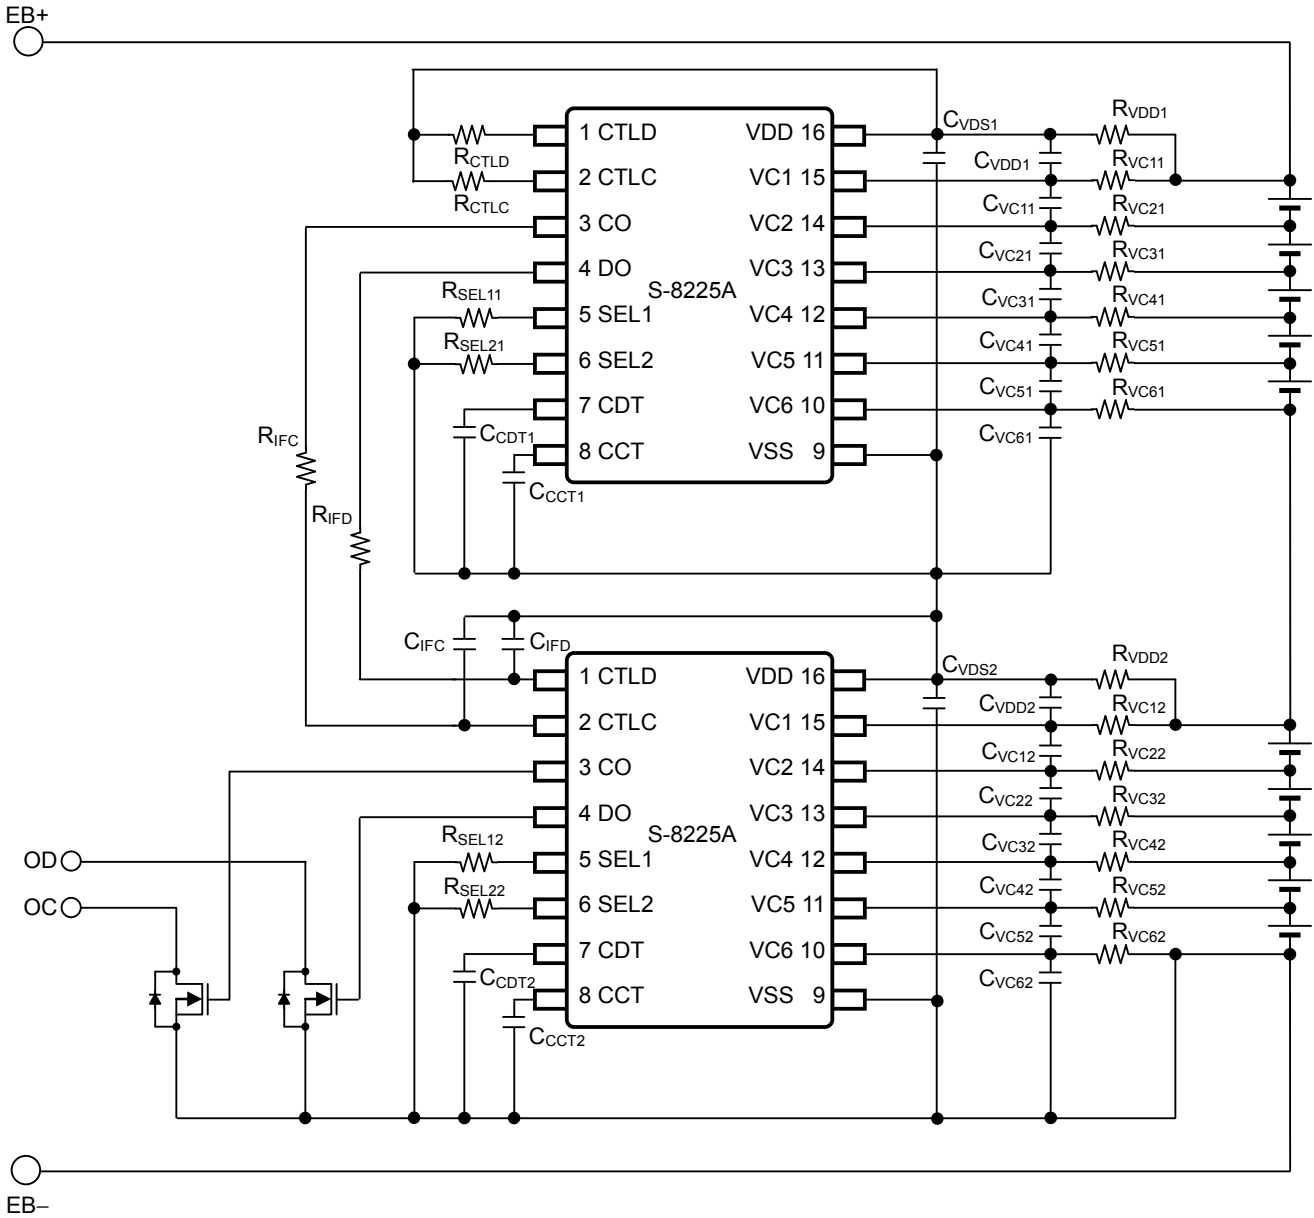 EB+
1 CTLD
2 CTLC
3 CO
4 DO
5 SEL1
6 SEL2
7 CDT
8 CCT
S-8225A
VDD 16
VC1 15
VC2 14
VC3 13
VC4 12
VC5 11
VC6 10
VSS 9
RCTLD
RCTLC
RSEL11
RSEL21
CCDT1
CCCT1
RIFC
RIFD
CVDS1
CVDD1
CVC11
CVC21
CVC31
CVC41
CVC51
CVC61
RVDD1
RVC11
RVC21
RVC31
RVC41
RVC51
RVC61
CIFC
CIFD
1 CTLD
2 CTLC
3 CO
4 DO
5 SEL1
6 SEL2
7 CDT
8 CCT
S-8225A
VDD 16
VC1 15
VC2 14
VC3 13
VC4 12
VC5 11
VC6 10
VSS 9
RSEL12
RSEL22
CCDT2
CCCT2
CVDS2
CVDD2
CVC12
CVC22
CVC32
CVC42
CVC52
CVC62
RVDD2
RVC12
RVC22
RVC32
RVC42
RVC52
RVC62
OD
OC
EB−